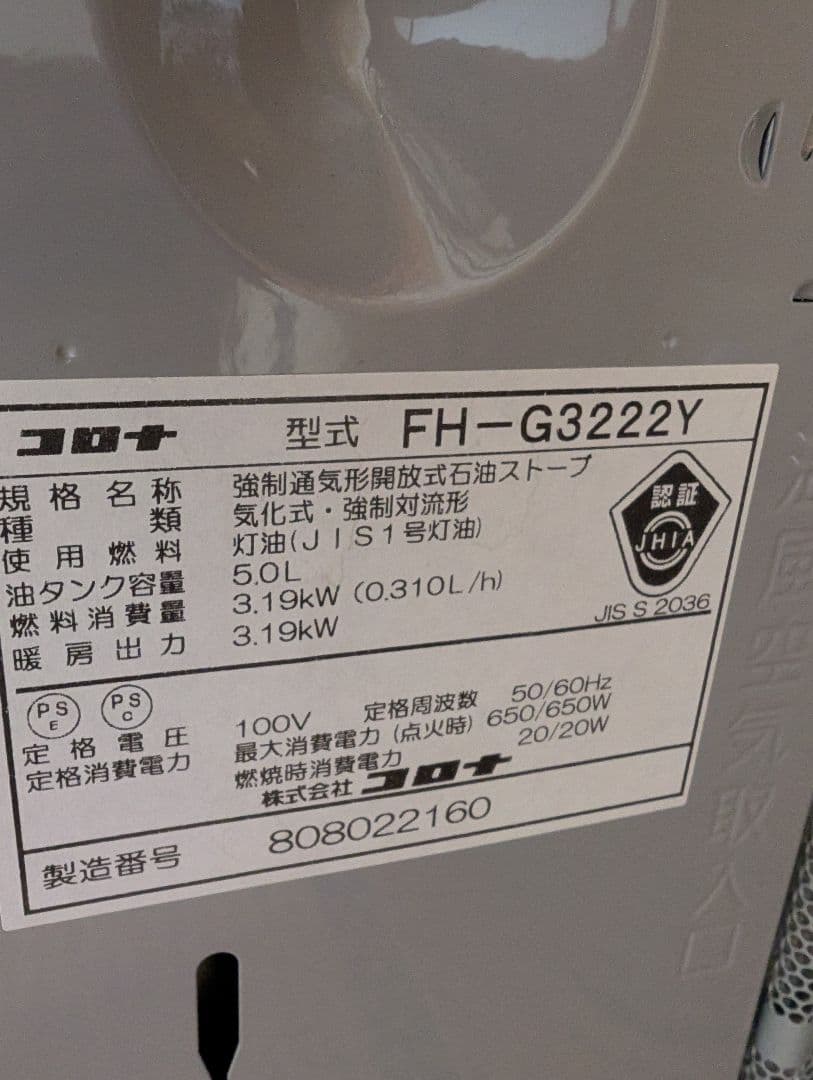 コロナ 型式 FH-G3222Y
規格名称 強制通気形開放式石油ストーブ
種類 気化式・強制対流形
使用燃料 灯油(JIS1号灯油)
油タンク容量 5.0L
燃料消費量 3.19kW (0.310L/h)
暖房出力 3.19kW
認証
JHIA
JIS S 2036
PS E PS C
定格電圧 100V 定格周波数 50/60Hz
定格消費電力 最大消費電力(点火時) 650/650W
燃焼時消費電力 20/20W
株式会社 コロナ
製造番号 808022160
温風空気取入口